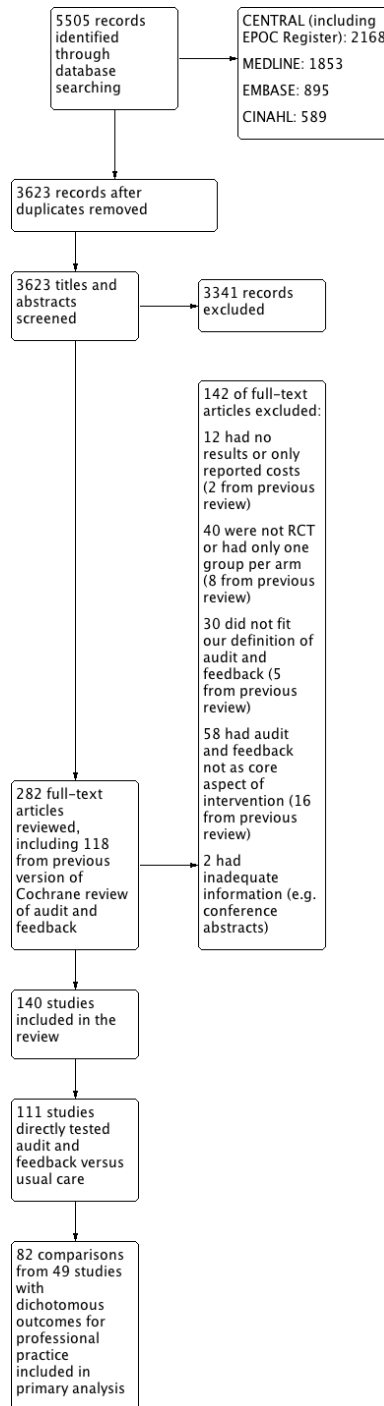 5505 records
identified
through
database
searching
CENTRAL (including
EPOC Register): 2168
MEDLINE: 1853
EMBASE: 895
CINAHL: 589
3623 records after
duplicates removed
3623 titles and
abstracts
screened
3341 records
excluded
142 of full-text
articles excluded:
12 had no
results or only
reported costs
(2 from previous
review)
40 were not RCT
or had only one
group per arm
(8 from previous
review)
30 did not fit
our definition of
audit and
feedback (5
from previous
review)
58 had audit
and feedback
not as core
aspect of
intervention (16
from previous
review)
2 had
inadequate
information (e.g.
conference
abstracts)
282 full-text
articles
reviewed,
including 118
from previous
version of
Cochrane review
of audit and
feedback
140 studies
included in the
review
111 studies
directly tested
audit and
feedback versus
usual care
82 comparisons
from 49 studies
with
dichotomous
outcomes for
professional
practice
included in
primary analysis